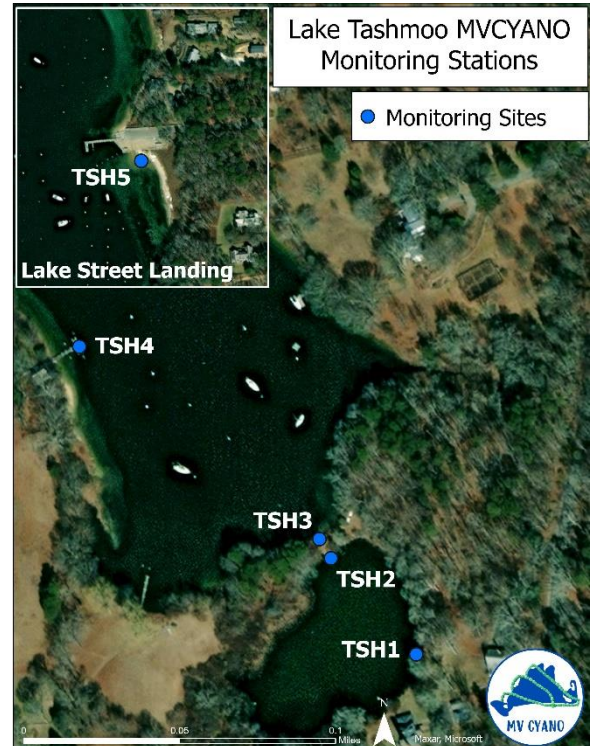 Lake Tashmoo MVCYANO
Monitoring Stations
Monitoring Sites
TSH5
Lake Street Landing
TSH4
TSH3
TSH2
TSH1
N
0 0.05 0.1
Miles
Maxar, Microsoft
MV CYANO